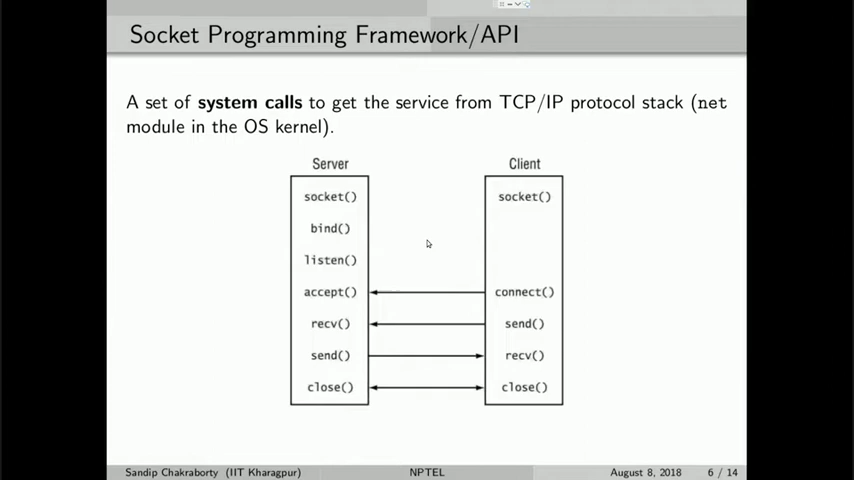 Socket Programming Framework/API
A set of system calls to get the service from TCP/IP protocol stack (net
module in the OS kernel).
Server
Client
socket()
socket()
bind()
listen()
accept()
connect()
recv()
send()
send()
recv()
close()
close()
Sandip Chakraborty (IIT Kharagpur)
NPTEL
August 8, 2018
6 / 14